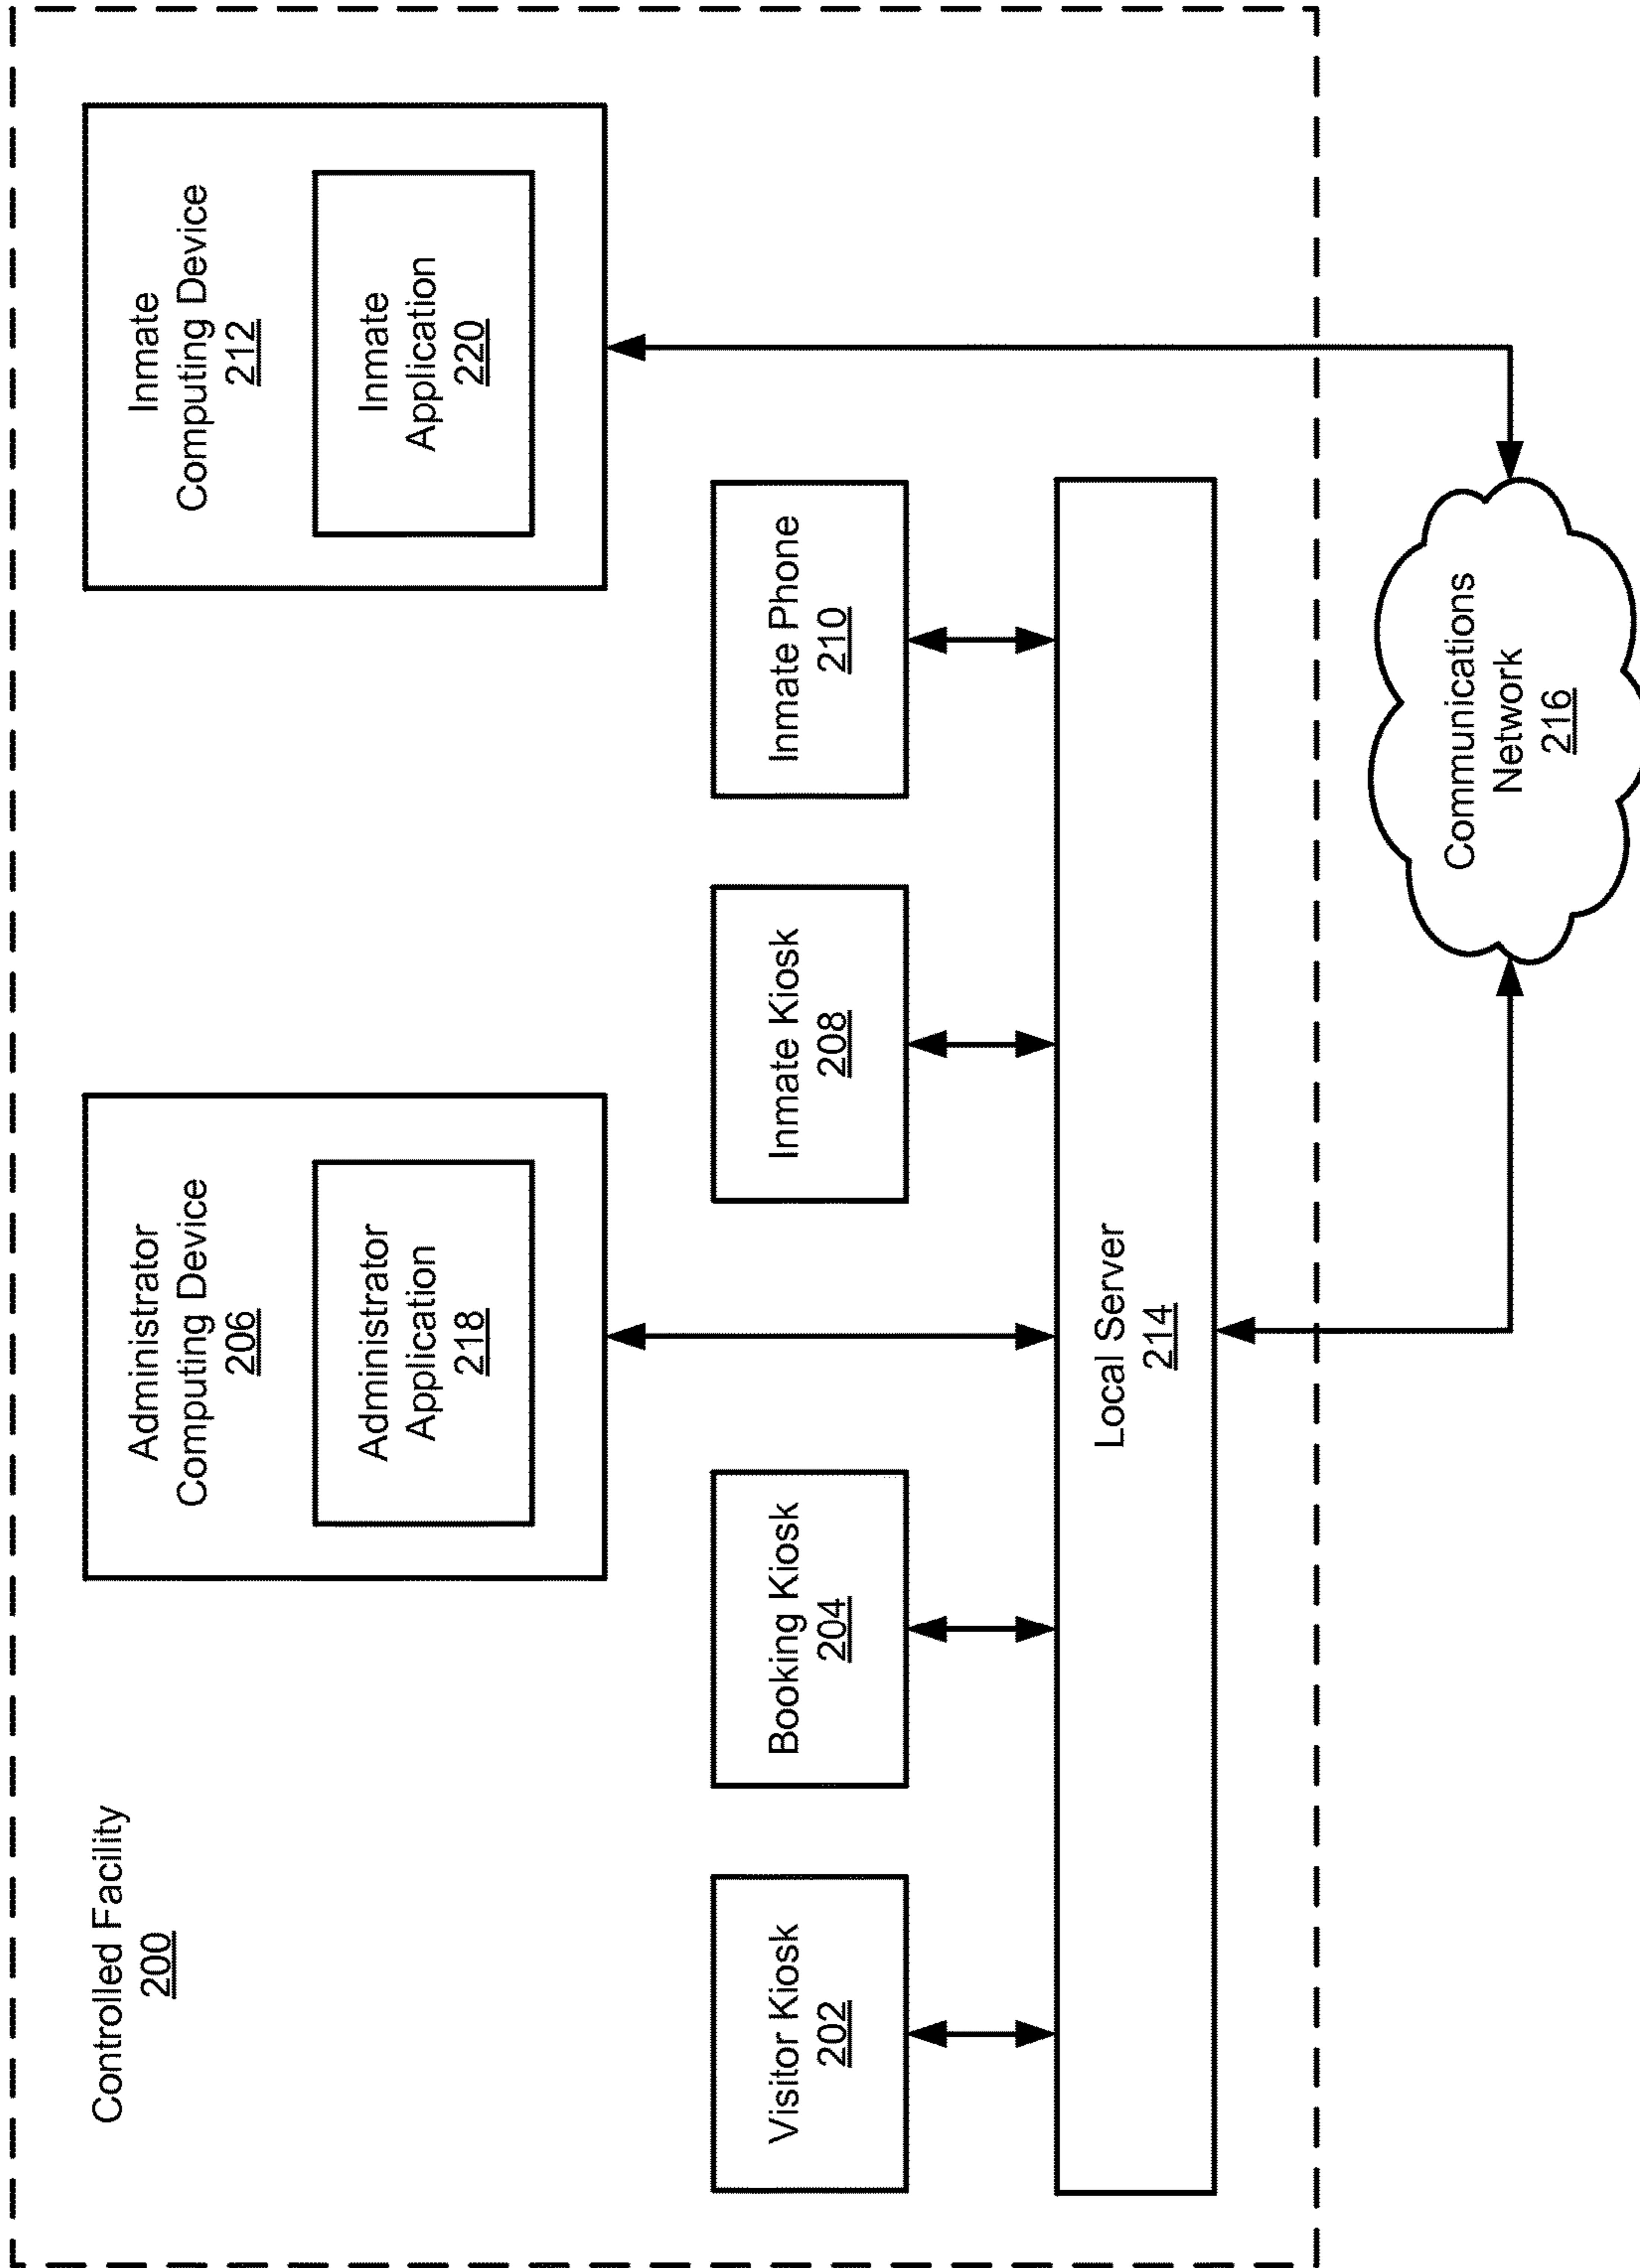 Controlled Facility
200
Administrator
Computing Device
206
Administrator
Application
218
Inmate
Computing Device
212
Inmate
Application
220
Visitor Kiosk
202
Booking Kiosk
204
Inmate Kiosk
208
Inmate Phone
210
Local Server
214
Communications
Network
216